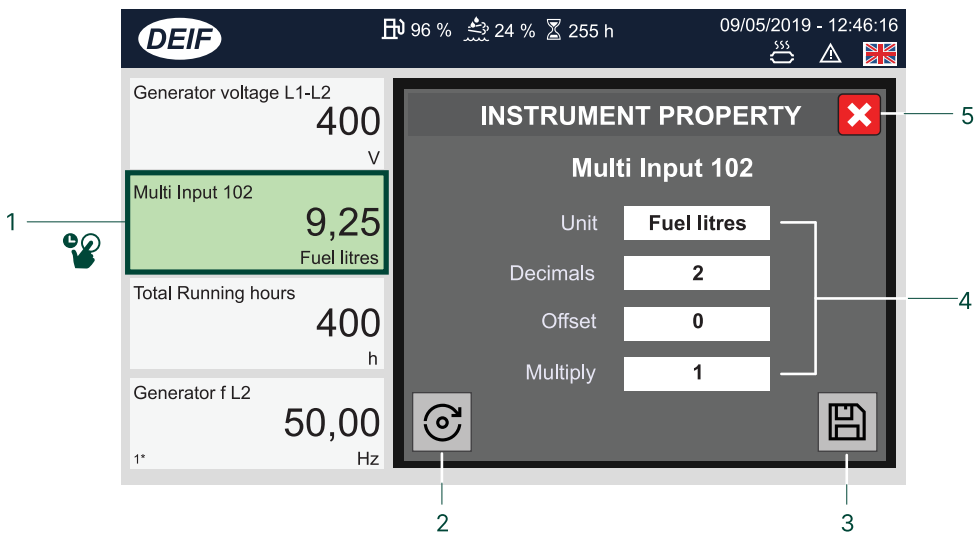 DEIF
96 % 24 % 255 h
09/05/2019 - 12:46:16
Generator voltage L1-L2
400
V
Multi Input 102
9,25
Fuel litres
Total Running hours
400
h
Generator f L2
50,00
1* Hz
INSTRUMENT PROPERTY
Multi Input 102
Unit Fuel litres
Decimals 2
Offset 0
Multiply 1
1
2
3
4
5